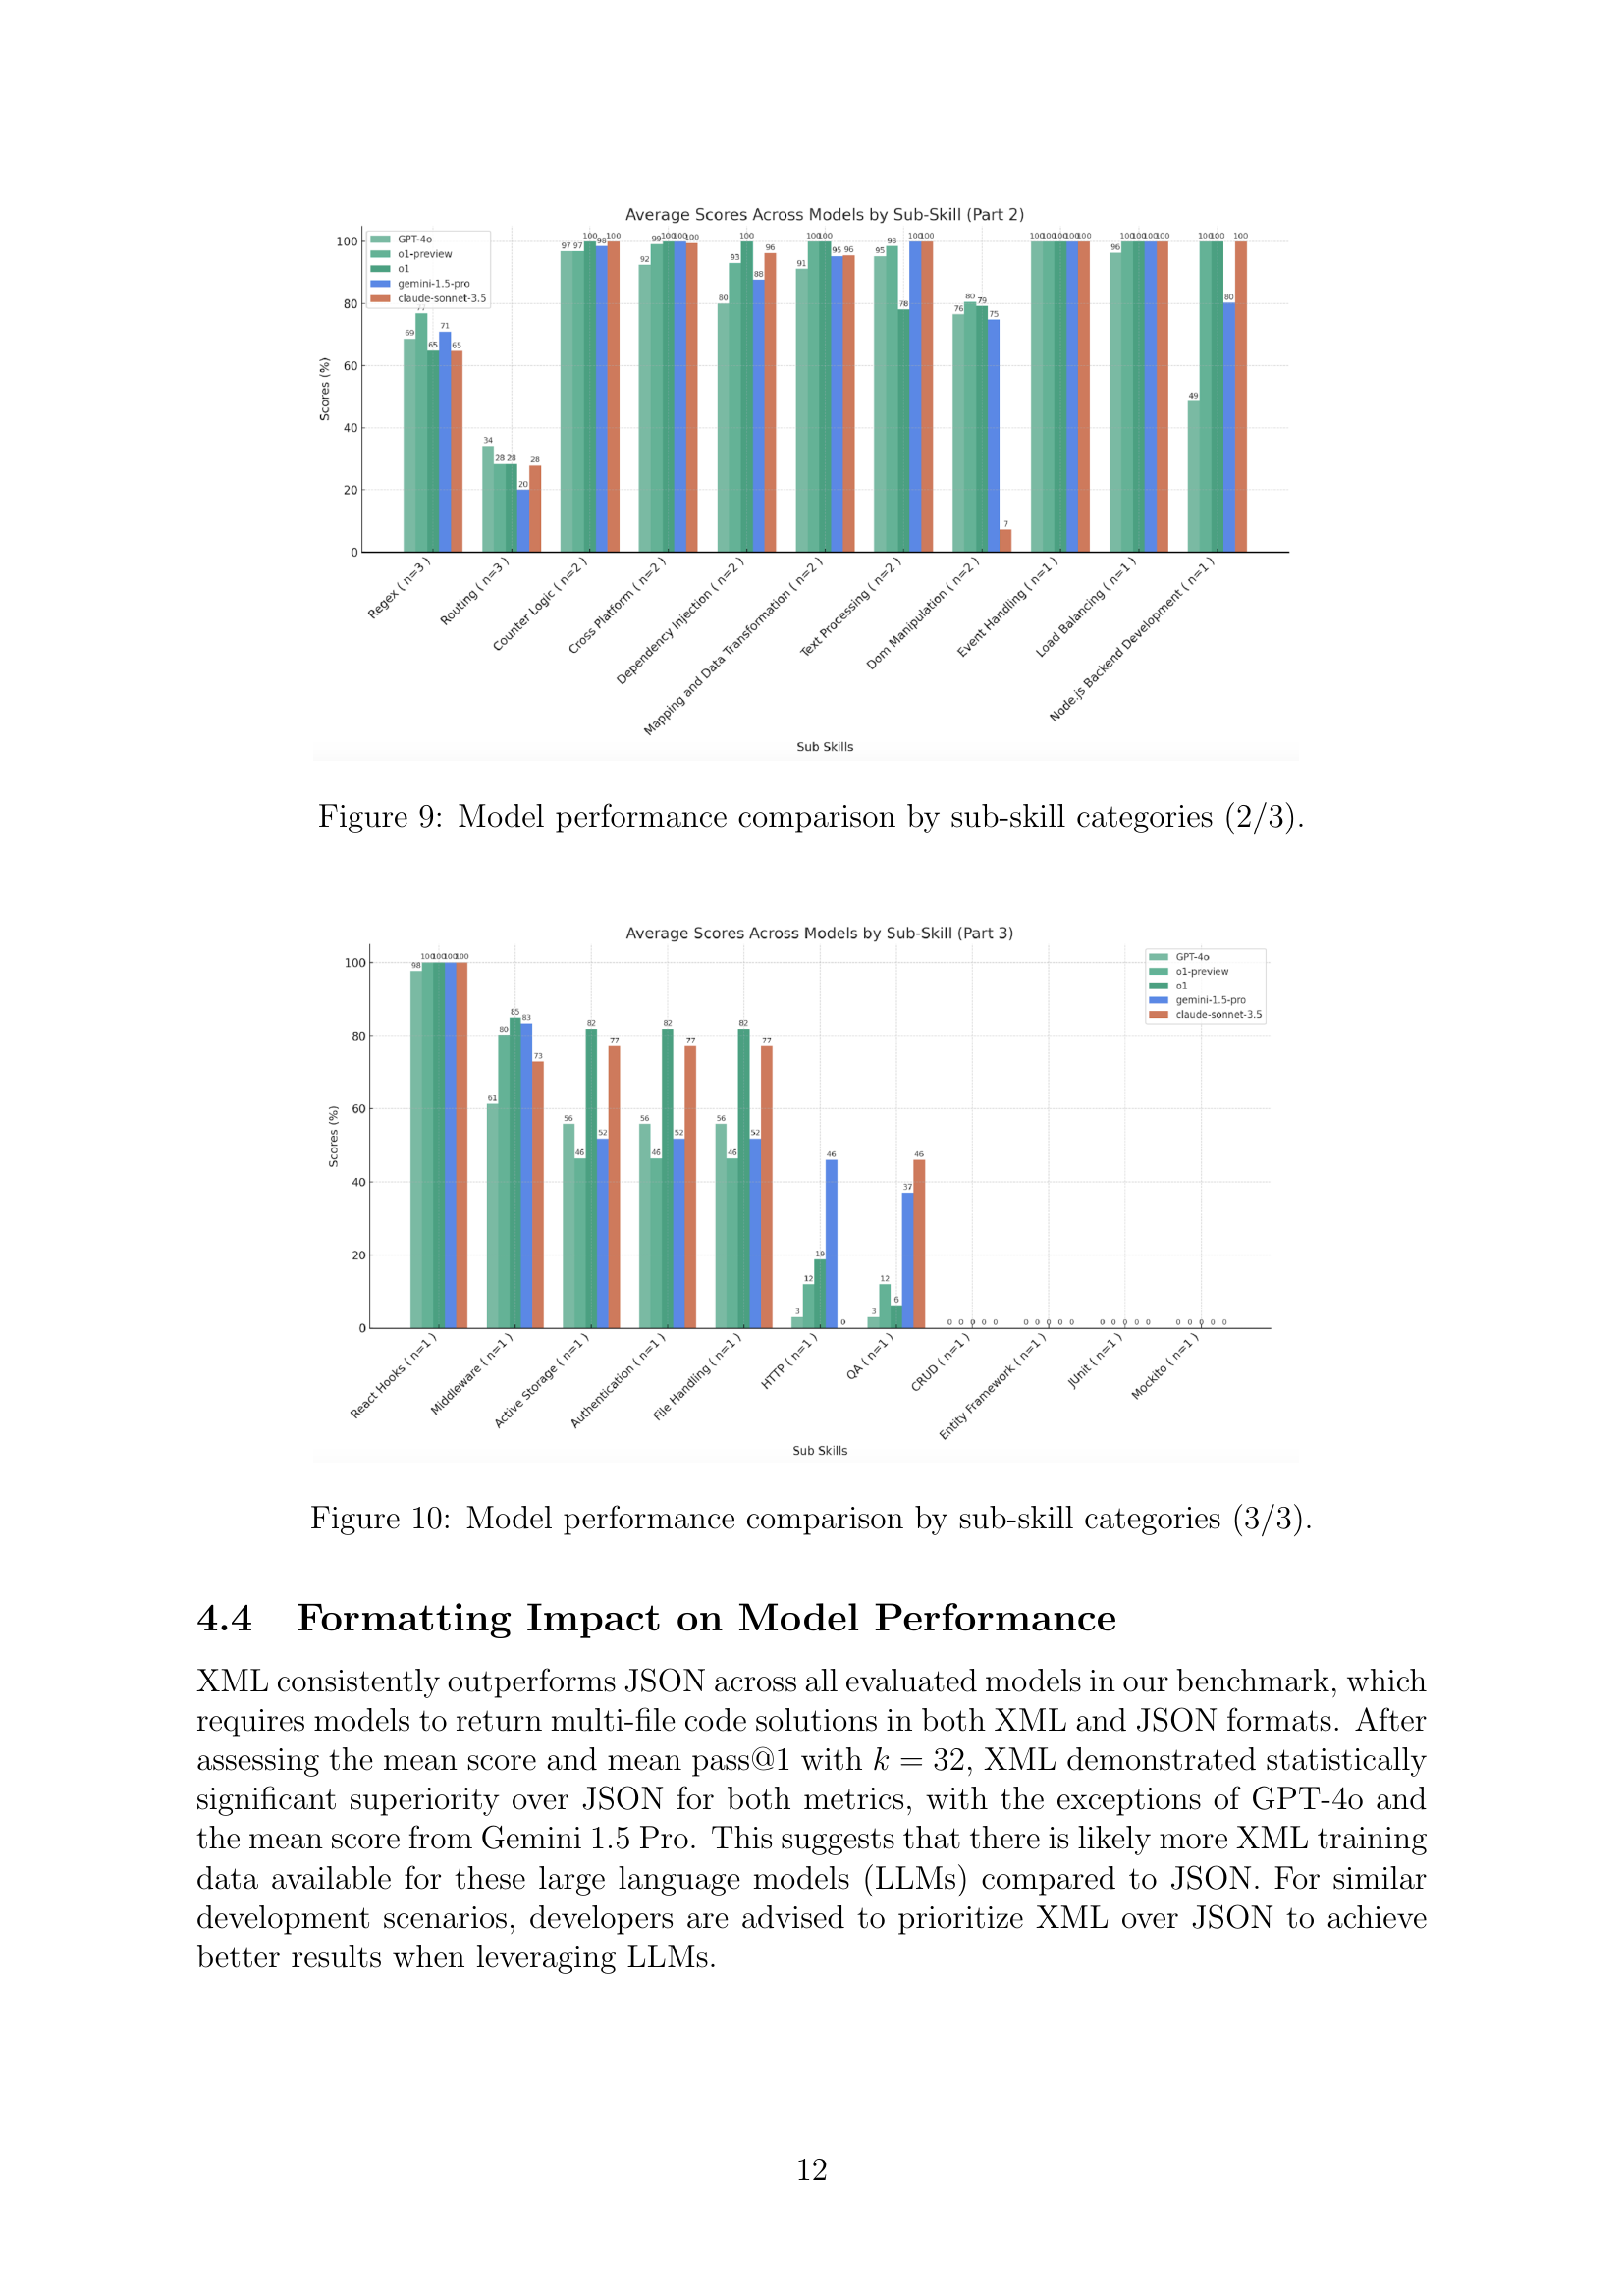 Average Scores Across Models by Sub-Skill (Part 2)
GPT-4o
o1-preview
o1
gemini-1.5-pro
claude-sonnet-3.5
Scores (%)
100
80
60
40
20
0
69 65 71 65
34 28 28 20 28
97 97 100 98 100
92 99 100 100 100
80 93 100 88 96
91 100 100 95 96
95 98 78 100 100
76 80 79 75 7
100 100 100 100 100
96 100 100 100 100
49 100 100 80 100
Regex ( n=3 )
Routing ( n=3 )
Counter Logic ( n=2 )
Cross Platform ( n=2 )
Dependency Injection ( n=2 )
Mapping and Data Transformation ( n=2 )
Text Processing ( n=2 )
Dom Manipulation ( n=2 )
Event Handling ( n=1 )
Load Balancing ( n=1 )
Node.js Backend Development ( n=1 )
Sub Skills
Figure 9: Model performance comparison by sub-skill categories (2/3).
Average Scores Across Models by Sub-Skill (Part 3)
GPT-4o
o1-preview
o1
gemini-1.5-pro
claude-sonnet-3.5
Scores (%)
100
80
60
40
20
0
98 100 100 100 100
61 80 85 83 73
56 46 82 52 77
56 46 82 52 77
56 46 82 52 77
3 12 19 46 0
3 12 6 37 46
0 0 0 0 0
0 0 0 0 0
0 0 0 0 0
0 0 0 0 0
React Hooks ( n=1 )
Middleware ( n=1 )
Active Storage ( n=1 )
Authentication ( n=1 )
File Handling ( n=1 )
HTTP ( n=1 )
QA ( n=1 )
CRUD ( n=1 )
Entity Framework ( n=1 )
JUnit ( n=1 )
Mockito ( n=1 )
Sub Skills
Figure 10: Model performance comparison by sub-skill categories (3/3).
4.4 Formatting Impact on Model Performance
XML consistently outperforms JSON across all evaluated models in our benchmark, which
requires models to return multi-file code solutions in both XML and JSON formats. After
assessing the mean score and mean pass@1 with k = 32, XML demonstrated statistically
significant superiority over JSON for both metrics, with the exceptions of GPT-4o and
the mean score from Gemini 1.5 Pro. This suggests that there is likely more XML training
data available for these large language models (LLMs) compared to JSON. For similar
development scenarios, developers are advised to prioritize XML over JSON to achieve
better results when leveraging LLMs.
12